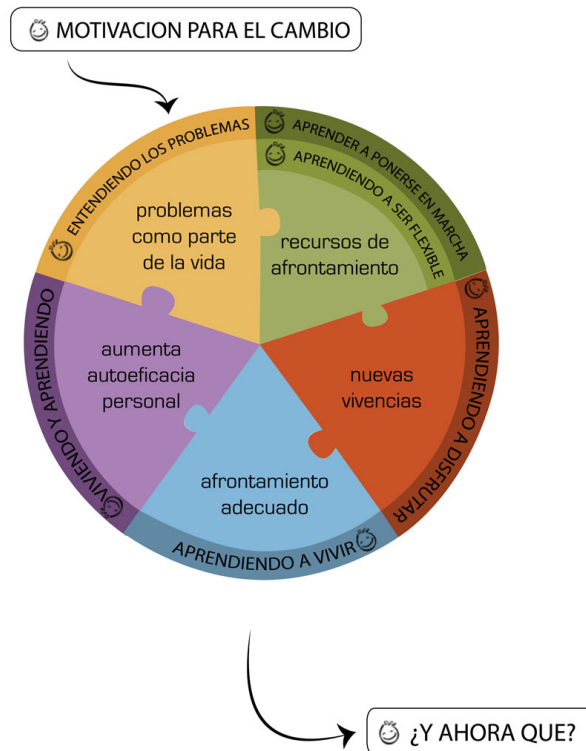 MOTIVACION PARA EL CAMBIO
ENTENDIENDO LOS PROBLEMAS
problemas
como parte
de la vida
APRENDER A PONERSE EN MARCHA
APRENDIENDO A SER FLEXIBLE
recursos de
afrontamiento
APRENDIENDO A DISFRUTAR
nuevas
vivencias
APRENDIENDO A VIVIR
afrontamiento
adecuado
VIVIENDO Y APRENDIENDO
aumenta
autoeficacia
personal
¿Y AHORA QUE?